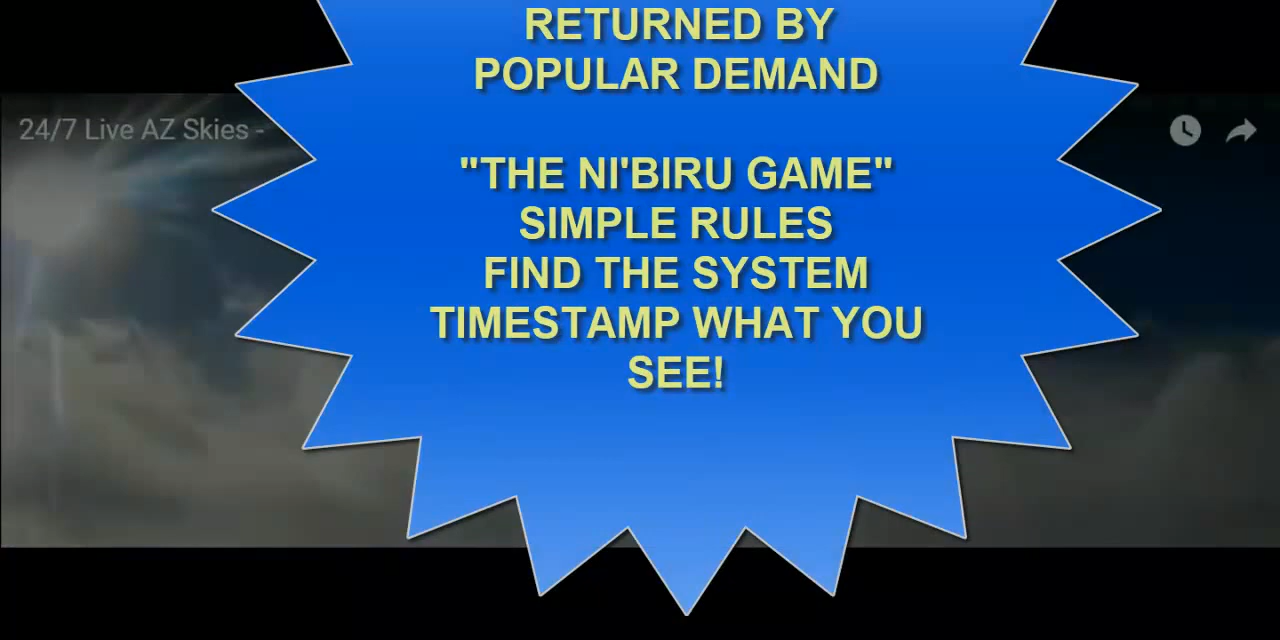 RETURNED BY
POPULAR DEMAND
24/7 Live AZ Skies -
"THE NI'BIRU GAME"
SIMPLE RULES
FIND THE SYSTEM
TIMESTAMP WHAT YOU
SEE!